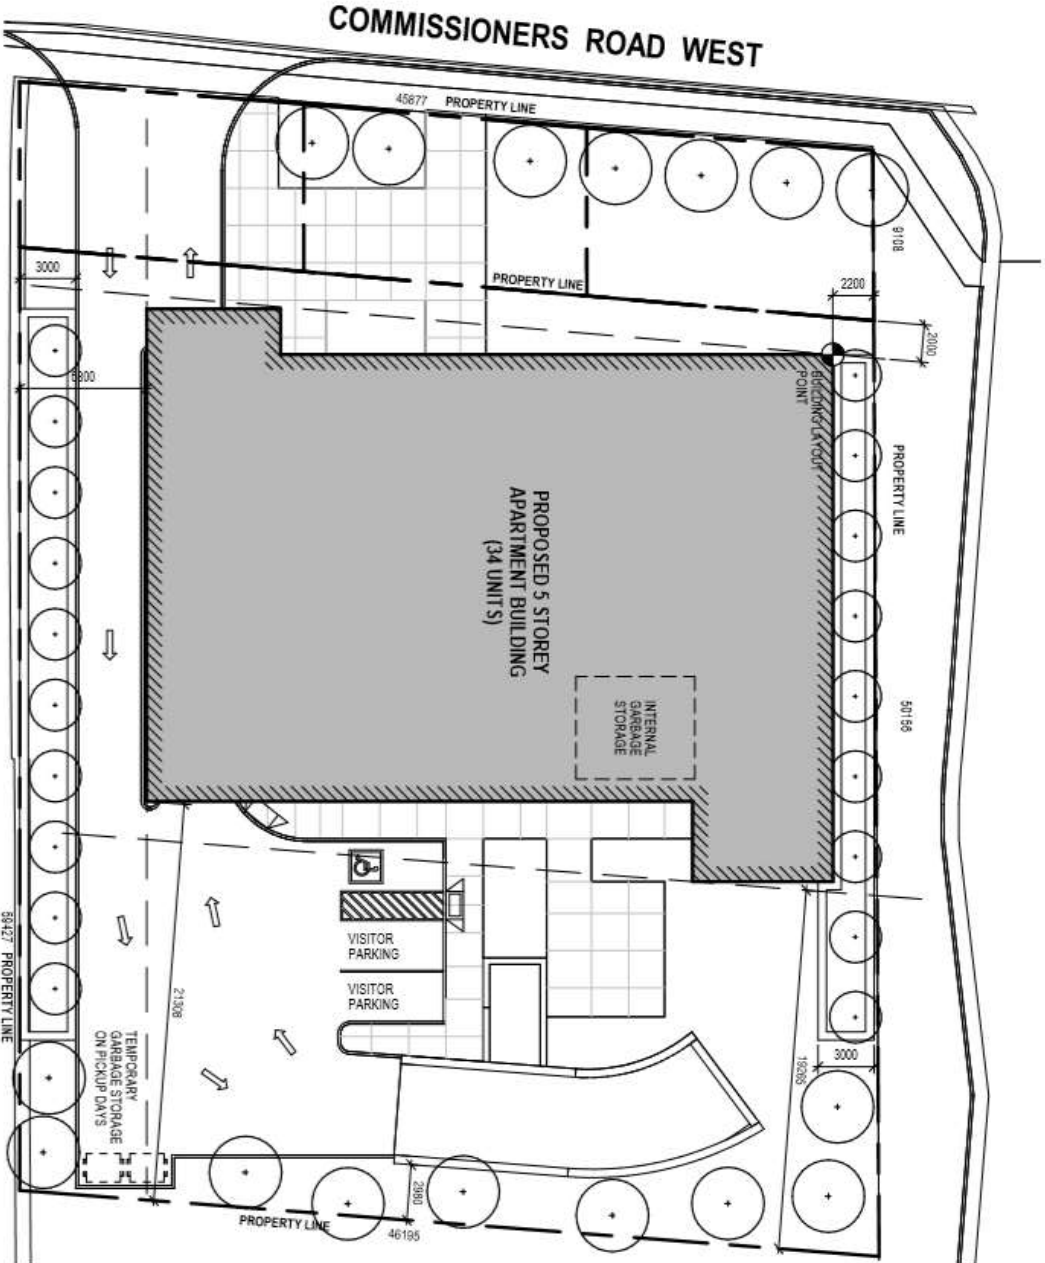 COMMISSIONERS ROAD WEST
45877 PROPERTY LINE
9108
3000
PROPERTY LINE
2200
2000
BUILDING LAYOUT
POINT
PROPERTY LINE
PROPOSED 5 STOREY
APARTMENT BUILDING
(34 UNITS)
INTERNAL
GARBAGE
STORAGE
50156
VISITOR
PARKING
VISITOR
PARKING
59427 PROPERTY LINE
21308
TEMPORARY
GARBAGE STORAGE
ON PICKUP DAYS
3000
19265
2980
PROPERTY LINE
46195